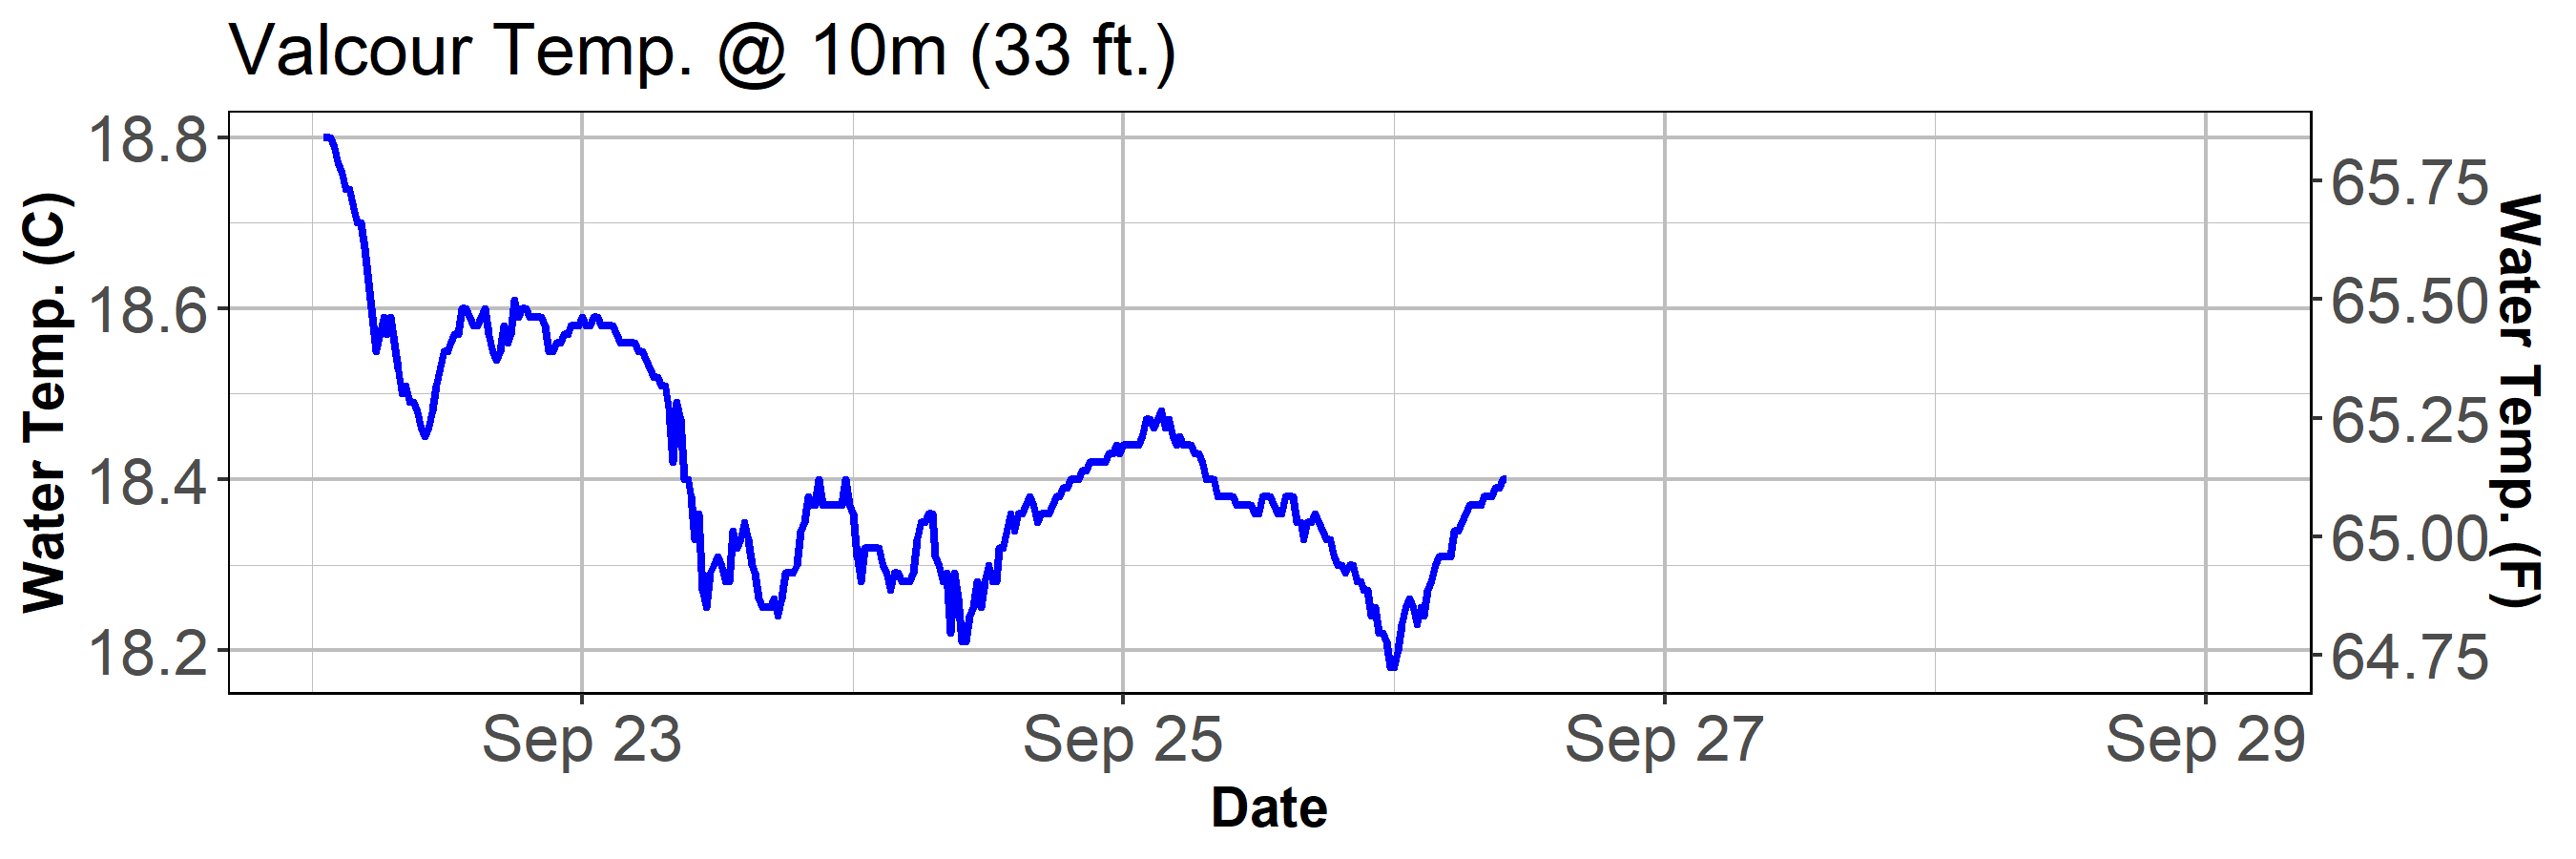 Valcour Temp. @ 10m (33 ft.)
Water Temp. (C)
18.8
18.6
18.4
18.2
65.75
65.50
65.25
65.00
64.75
Water Temp. (F)
Sep 23 Sep 25 Sep 27 Sep 29
Date